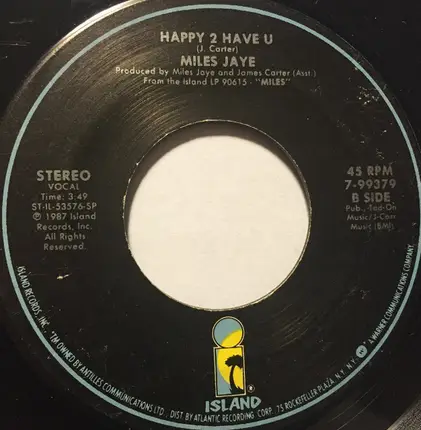 HAPPY 2 HAVE U
(J. Carter)
MILES JAYE
Produced by Miles Jaye and James Carter (Asst.)
From the Island LP 90615 - "MILES"
STEREO
VOCAL
Time: 3:49
ST-IL-53576-SP
℗ 1987 Island
Records, Inc.
All Rights
Reserved.
45 RPM
7-99379
B SIDE
Pub., Ted-On
Music/J-Carr
Music (BMI)
i
®
ISLAND
ISLAND RECORDS, INC. *TM OWNED BY ANTILLES COMMUNICATIONS LTD., DIST. BY ATLANTIC RECORDING CORP. 75 ROCKEFELLER PLAZA, N.Y., N.Y. A WARNER COMMUNICATIONS COMPANY.